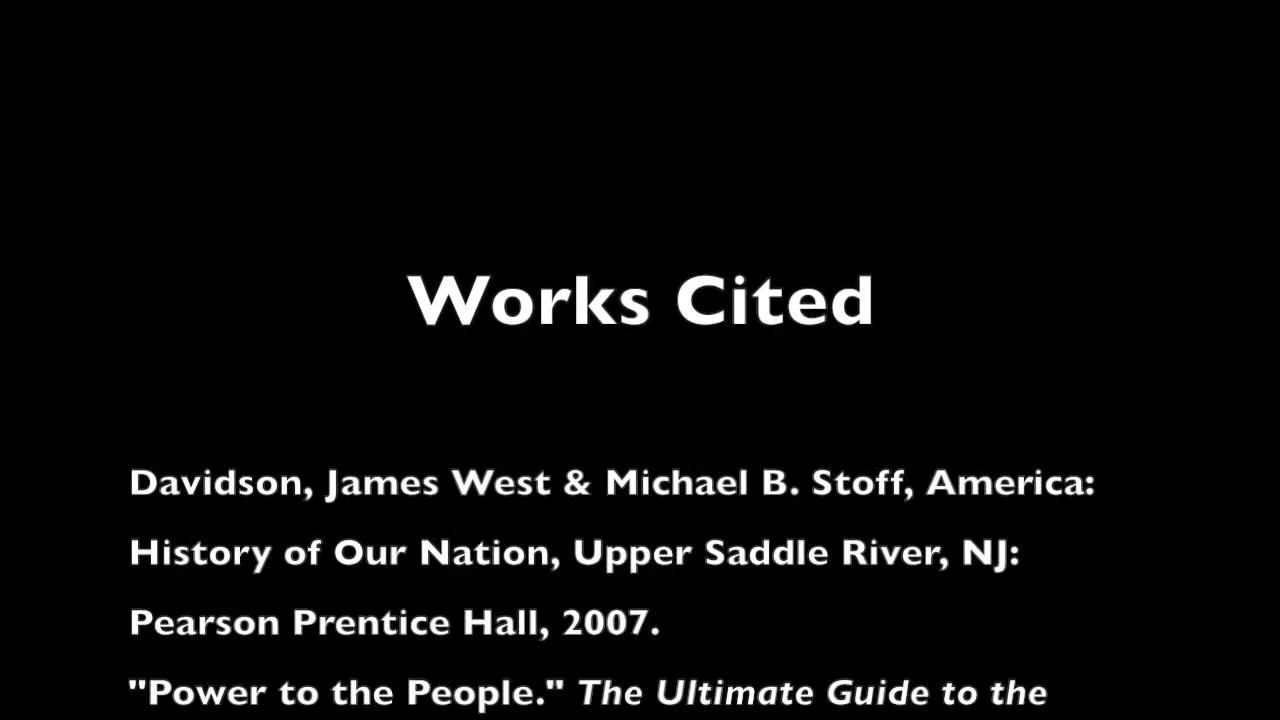 Works Cited
Davidson, James West & Michael B. Stoff, America:
History of Our Nation, Upper Saddle River, NJ:
Pearson Prentice Hall, 2007.
"Power to the People." The Ultimate Guide to the